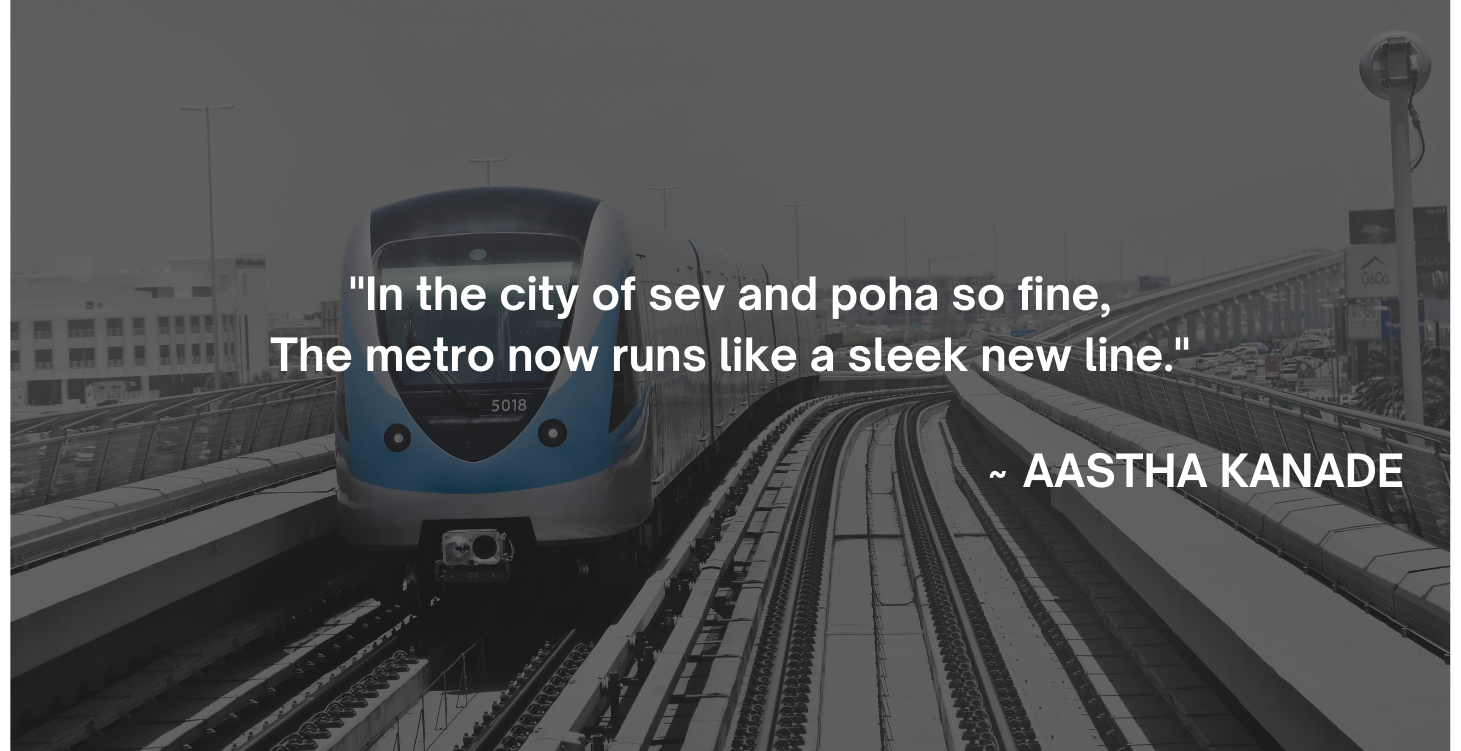 "In the city of sev and poha so fine,
The metro now runs like a sleek new line."
5018
~ AASTHA KANADE
G&Co.